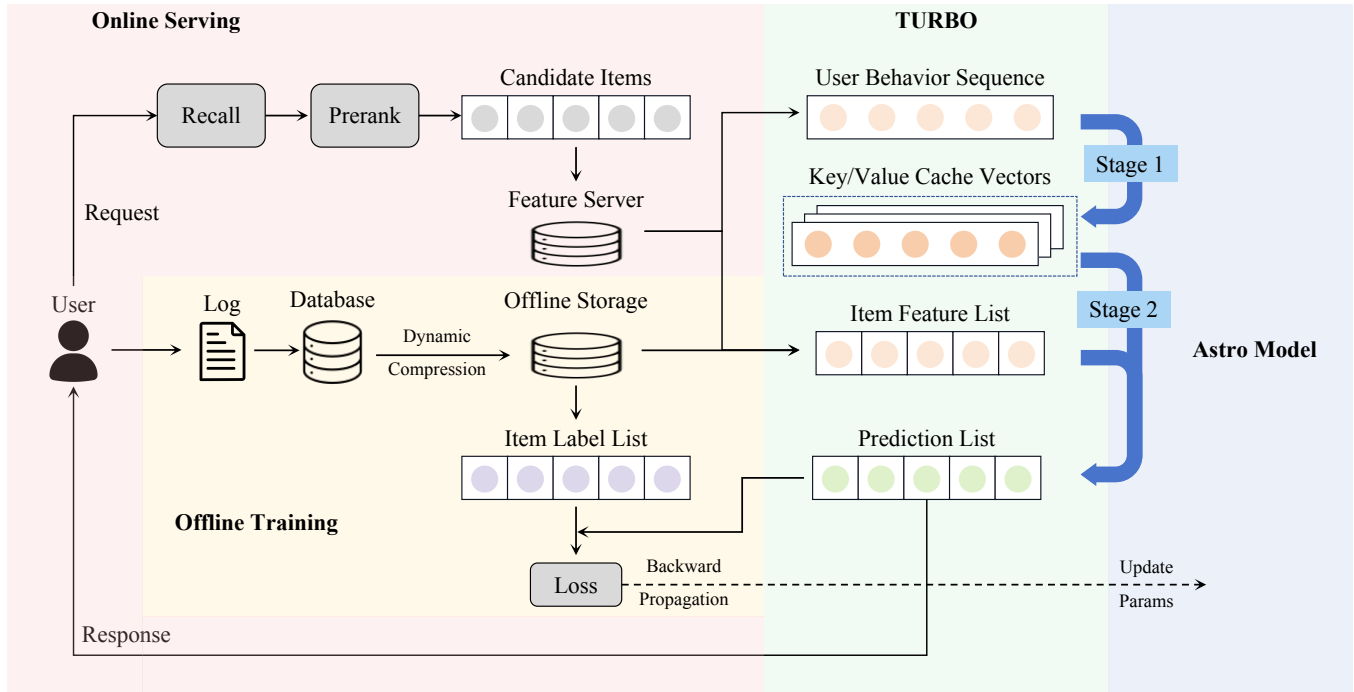 Online Serving
TURBO
Candidate Items
User Behavior Sequence
Recall
Prerank
Stage 1
Key/Value Cache Vectors
Request
Feature Server
User
Log
Database
Offline Storage
Item Feature List
Stage 2
Dynamic
Compression
Astro Model
Item Label List
Prediction List
Offline Training
Loss
Backward
Propagation
Update
Params
Response